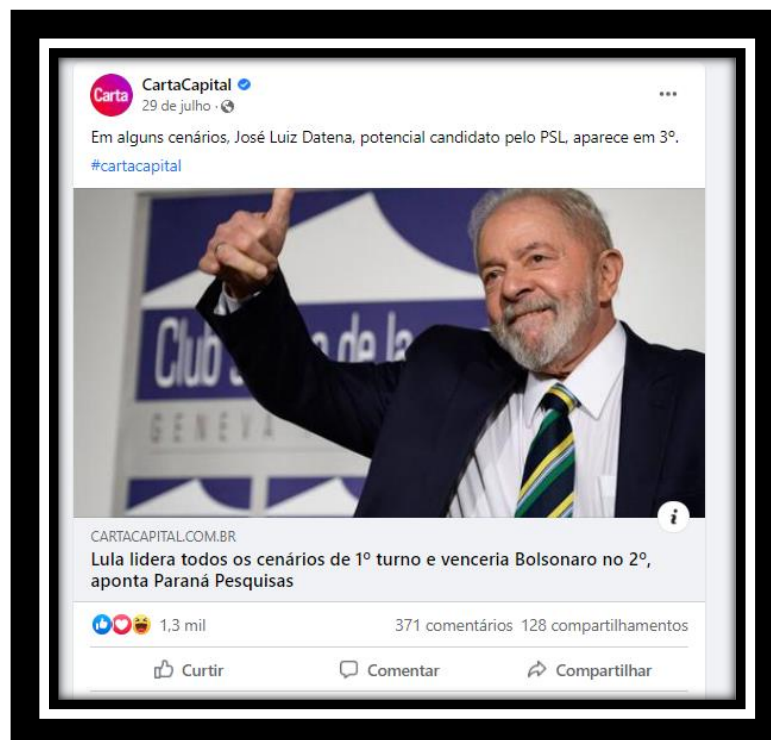 Carta
CartaCapital
29 de julho ·
Em alguns cenários, José Luiz Datena, potencial candidato pelo PSL, aparece em 3º.
#cartacapital
Club de la
GENEVA
CARTACAPITAL.COM.BR
Lula lidera todos os cenários de 1º turno e venceria Bolsonaro no 2º,
aponta Paraná Pesquisas
1,3 mil
371 comentários 128 compartilhamentos
Curtir
Comentar
Compartilhar